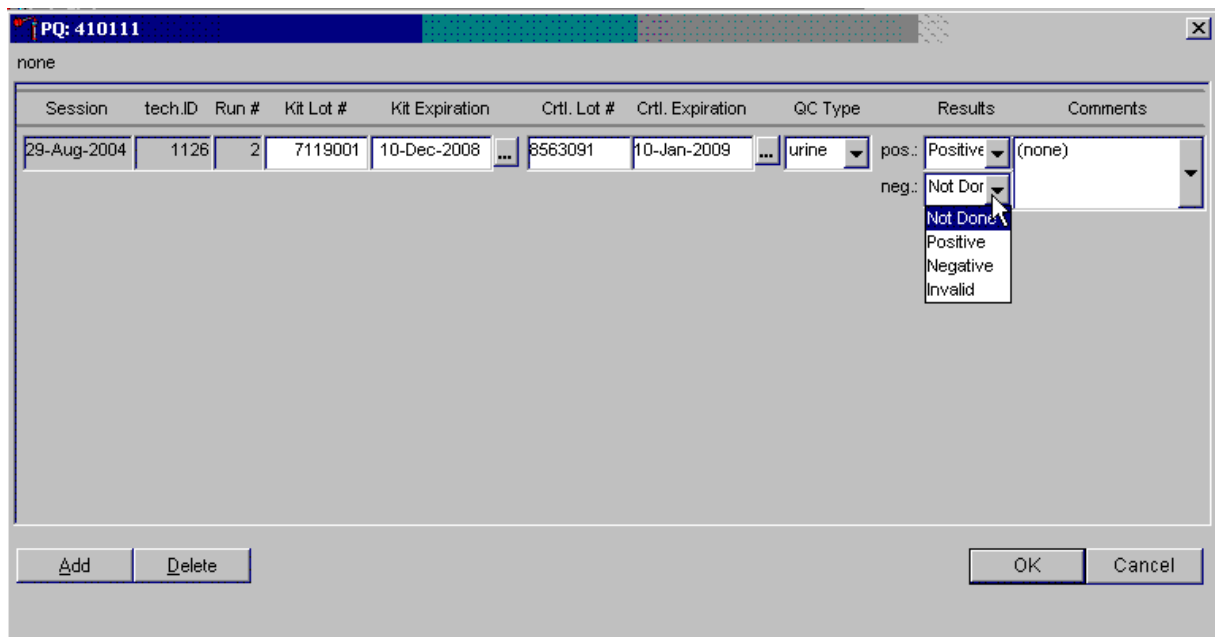 PQ: 410111
none
Session tech.ID Run # Kit Lot # Kit Expiration Crtl. Lot # Crtl. Expiration QC Type Results Comments
29-Aug-2004 1126 2 7119001 10-Dec-2008 ... 8563091 10-Jan-2009 ... urine pos.: Positive (none)
neg.: Not Dor
Not Done
Positive
Negative
Invalid
Add Delete OK Cancel